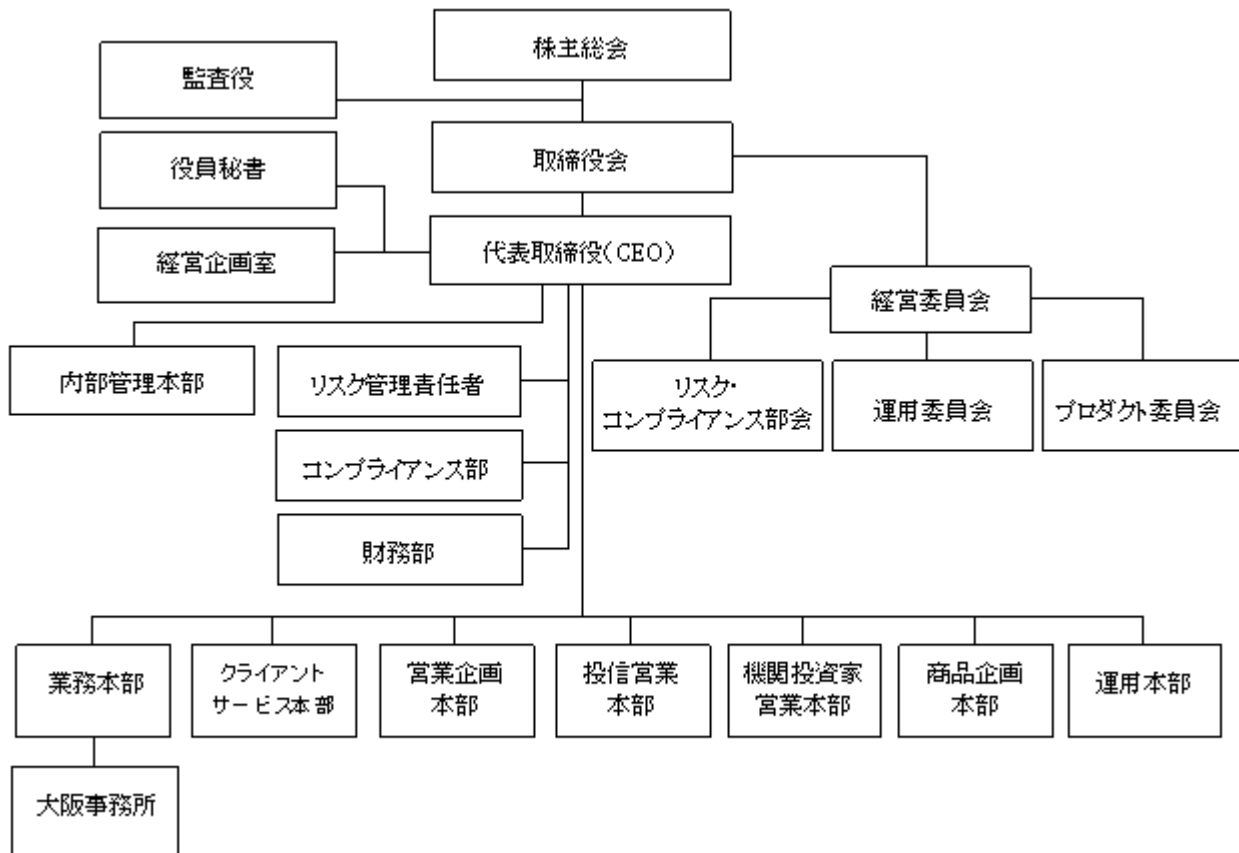 株主総会
監査役
取締役会
役員秘書
代表取締役(CEO)
経営企画室
経営委員会
内部管理本部
リスク管理責任者
リスク・
コンプライアンス部会
運用委員会
プロダクト委員会
コンプライアンス部
財務部
業務本部
クライアント
サービス本部
営業企画
本部
投信営業
本部
機関投資家
営業本部
商品企画
本部
運用本部
大阪事務所